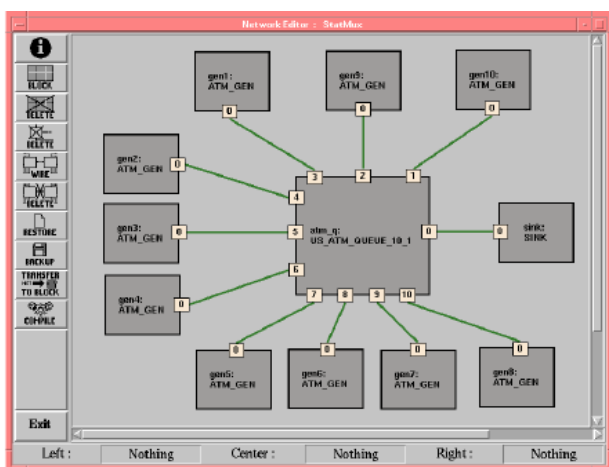 Network Editor : StatMux
BLOCK
DELETE
DELETE
WIRE
DELETE
RESTORE
BACKUP
TRANSFER
TO BLOCK
COMPILE
Exit
gen1:
ATM_GEN
0
gen9:
ATM_GEN
0
gen10:
ATM_GEN
0
gen2:
ATM_GEN
0
3
2
1
4
gen3:
ATM_GEN
0
5
atm_q:
US_ATM_QUEUE_10_1
0
0
sink:
SINK
6
gen4:
ATM_GEN
0
7
8
9
10
0
gen5:
ATM_GEN
0
gen6:
ATM_GEN
0
gen7:
ATM_GEN
0
gen8:
ATM_GEN
Left :
Nothing
Center :
Nothing
Right :
Nothing